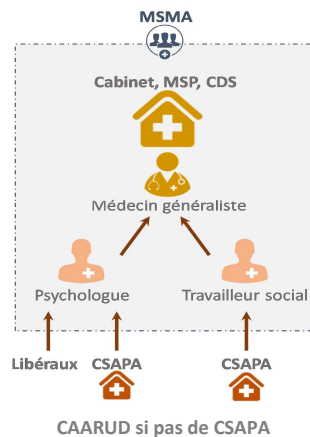 MSMA
Cabinet, MSP, CDS
Médecin généraliste
Psychologue
Travailleur social
Libéraux
CSAPA
CSAPA
CAARUD si pas de CSAPA